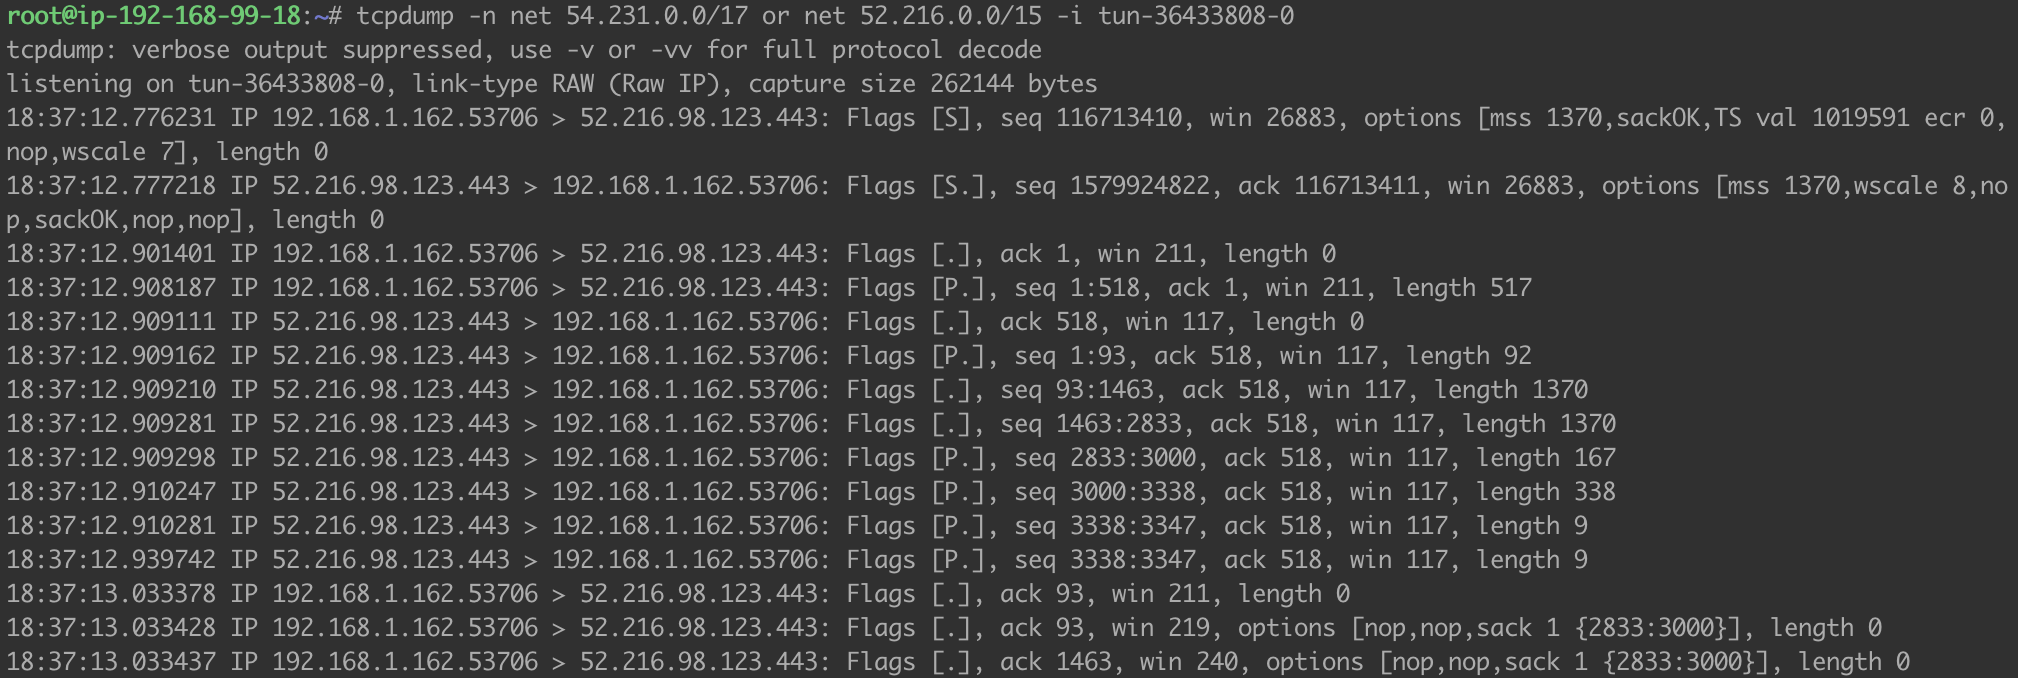 root@ip-192-168-99-18:~# tcpdump -n net 54.231.0.0/17 or net 52.216.0.0/15 -i tun-36433808-0
tcpdump: verbose output suppressed, use -v or -vv for full protocol decode
listening on tun-36433808-0, link-type RAW (Raw IP), capture size 262144 bytes
18:37:12.776231 IP 192.168.1.162.53706 > 52.216.98.123.443: Flags [S], seq 116713410, win 26883, options [mss 1370,sackOK,TS val 1019591 ecr 0,
nop,wscale 7], length 0
18:37:12.777218 IP 52.216.98.123.443 > 192.168.1.162.53706: Flags [S.], seq 1579924822, ack 116713411, win 26883, options [mss 1370,wscale 8,no
p,sackOK,nop,nop], length 0
18:37:12.901401 IP 192.168.1.162.53706 > 52.216.98.123.443: Flags [.], ack 1, win 211, length 0
18:37:12.908187 IP 192.168.1.162.53706 > 52.216.98.123.443: Flags [P.], seq 1:518, ack 1, win 211, length 517
18:37:12.909111 IP 52.216.98.123.443 > 192.168.1.162.53706: Flags [.], ack 518, win 117, length 0
18:37:12.909162 IP 52.216.98.123.443 > 192.168.1.162.53706: Flags [P.], seq 1:93, ack 518, win 117, length 92
18:37:12.909210 IP 52.216.98.123.443 > 192.168.1.162.53706: Flags [.], seq 93:1463, ack 518, win 117, length 1370
18:37:12.909281 IP 52.216.98.123.443 > 192.168.1.162.53706: Flags [.], seq 1463:2833, ack 518, win 117, length 1370
18:37:12.909298 IP 52.216.98.123.443 > 192.168.1.162.53706: Flags [P.], seq 2833:3000, ack 518, win 117, length 167
18:37:12.910247 IP 52.216.98.123.443 > 192.168.1.162.53706: Flags [P.], seq 3000:3338, ack 518, win 117, length 338
18:37:12.910281 IP 52.216.98.123.443 > 192.168.1.162.53706: Flags [P.], seq 3338:3347, ack 518, win 117, length 9
18:37:12.939742 IP 52.216.98.123.443 > 192.168.1.162.53706: Flags [P.], seq 3338:3347, ack 518, win 117, length 9
18:37:13.033378 IP 192.168.1.162.53706 > 52.216.98.123.443: Flags [.], ack 93, win 211, length 0
18:37:13.033428 IP 192.168.1.162.53706 > 52.216.98.123.443: Flags [.], ack 93, win 219, options [nop,nop,sack 1 {2833:3000}], length 0
18:37:13.033437 IP 192.168.1.162.53706 > 52.216.98.123.443: Flags [.], ack 1463, win 240, options [nop,nop,sack 1 {2833:3000}], length 0